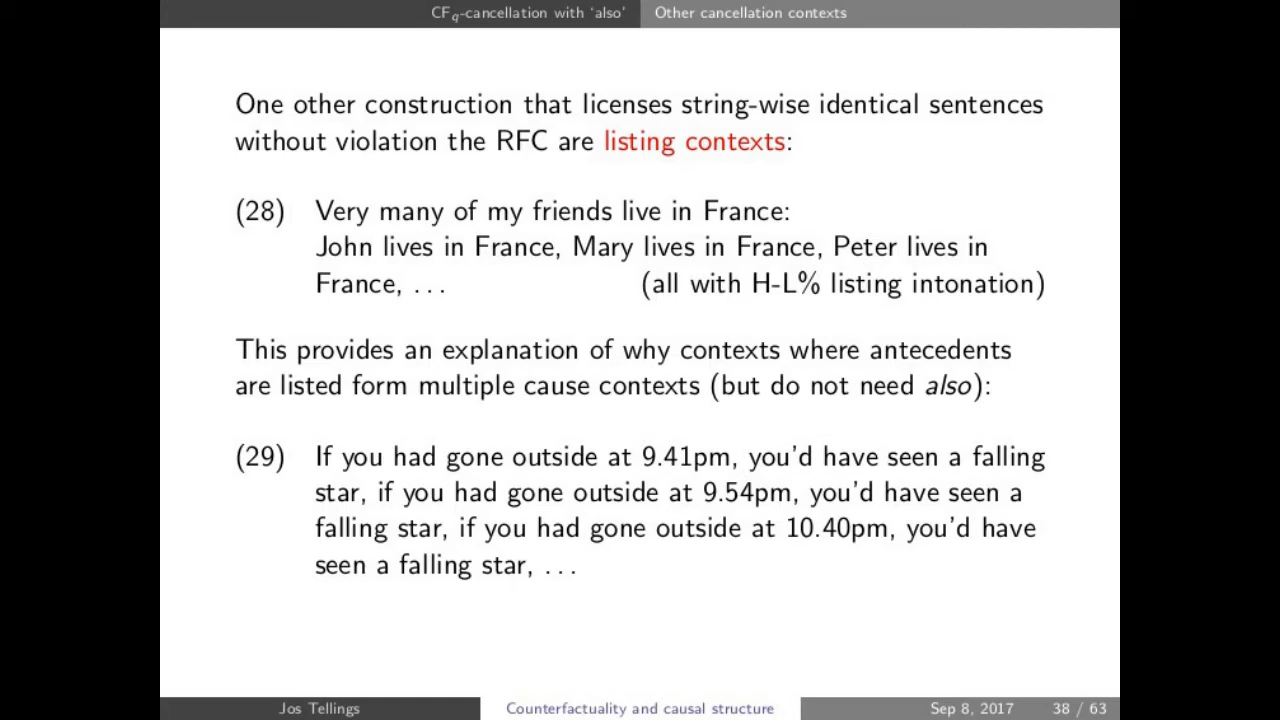 CFq-cancellation with ‘also’ Other cancellation contexts
One other construction that licenses string-wise identical sentences
without violation the RFC are listing contexts:
(28) Very many of my friends live in France:
John lives in France, Mary lives in France, Peter lives in
France, ... (all with H-L% listing intonation)
This provides an explanation of why contexts where antecedents
are listed form multiple cause contexts (but do not need also):
(29) If you had gone outside at 9.41pm, you’d have seen a falling
star, if you had gone outside at 9.54pm, you’d have seen a
falling star, if you had gone outside at 10.40pm, you’d have
seen a falling star, ...
Jos Tellings Counterfactuality and causal structure Sep 8, 2017 38 / 63